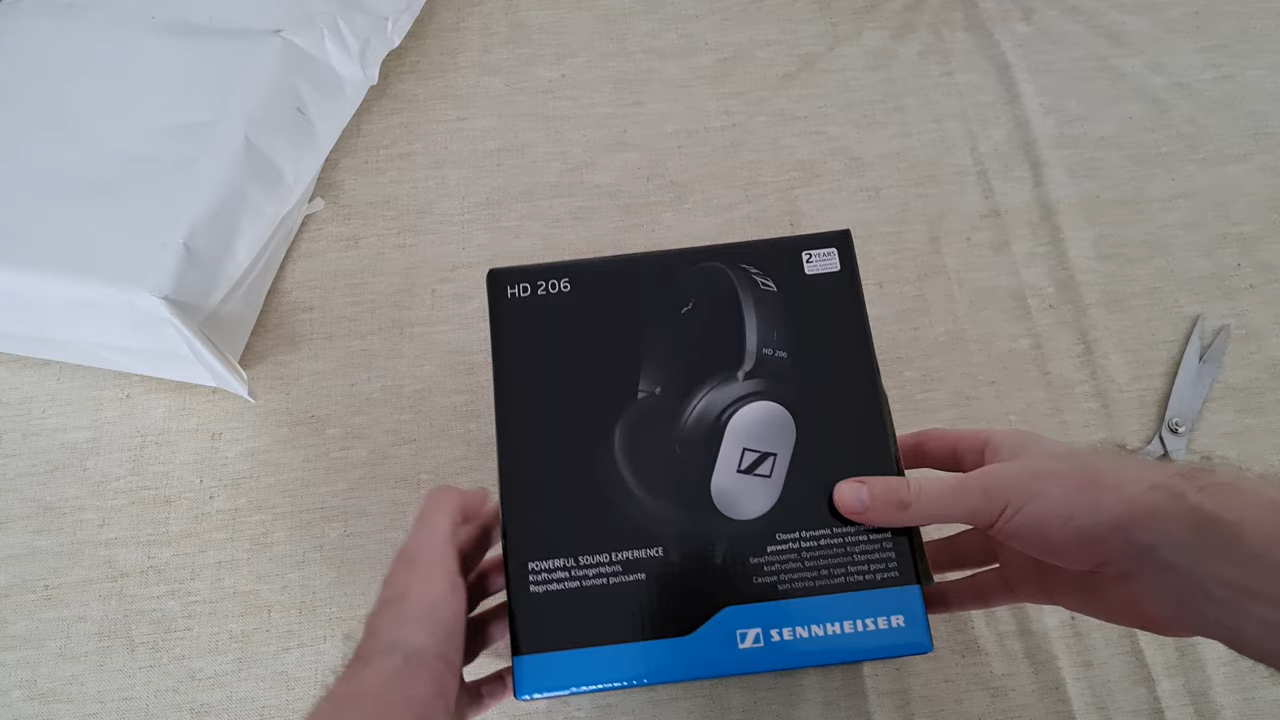 HD 206
2 YEARS
WARRANTY
HD 206
POWERFUL SOUND EXPERIENCE
Kraftvolles Klangerlebnis
Reproduction sonore puissante
Closed dynamic
powerful bass-driven stereo sound
Geschlossener, dynamischer Kopfhörer für
kraftvollen, bassbetonten Stereoklang
Casque dynamique de type fermé pour un
son stéréo puissant riche en graves
SENNHEISER